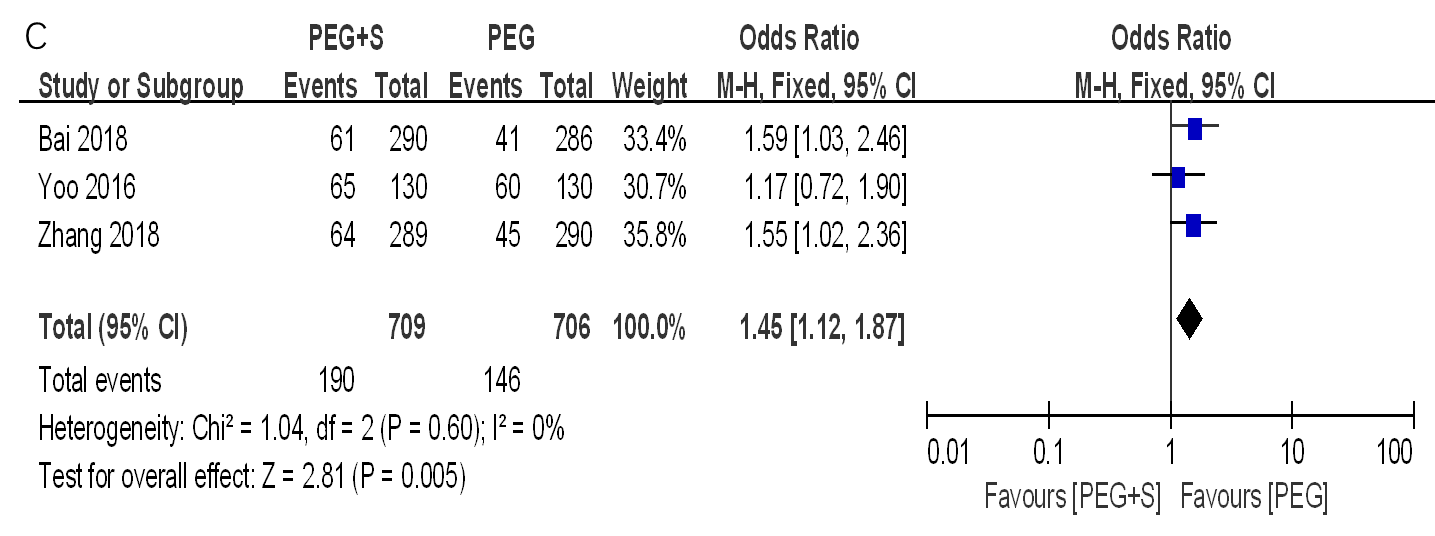 C
PEG+S PEG Odds Ratio Odds Ratio
Study or Subgroup Events Total Events Total Weight M-H, Fixed, 95% CI M-H, Fixed, 95% CI
Bai 2018 61 290 41 286 33.4% 1.59 [1.03, 2.46]
Yoo 2016 65 130 60 130 30.7% 1.17 [0.72, 1.90]
Zhang 2018 64 289 45 290 35.8% 1.55 [1.02, 2.36]
Total (95% CI) 709 706 100.0% 1.45 [1.12, 1.87]
Total events 190 146
Heterogeneity: Chi² = 1.04, df = 2 (P = 0.60); I² = 0%
Test for overall effect: Z = 2.81 (P = 0.005)
0.01 0.1 1 10 100
Favours [PEG+S] Favours [PEG]